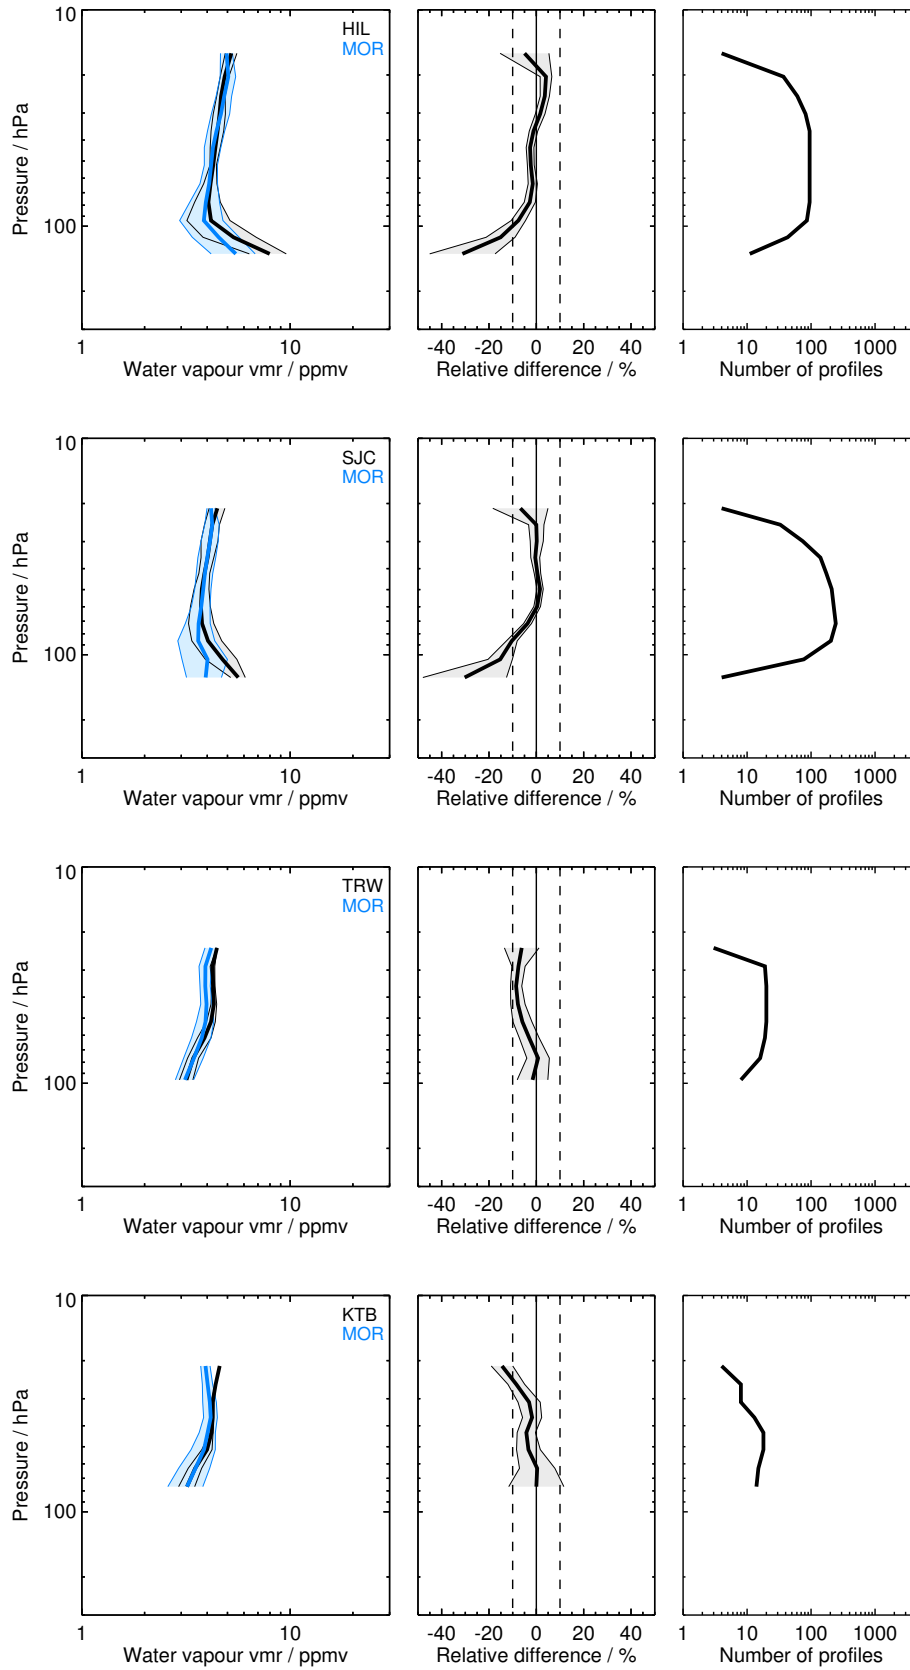 10
HIL
MOR
100
Pressure / hPa
1
10
-40
-20
0
20
40
1
10
100
1000
Water vapour vmr / ppmv
Relative difference / %
Number of profiles
10
SJC
MOR
100
Pressure / hPa
1
10
-40
-20
0
20
40
1
10
100
1000
Water vapour vmr / ppmv
Relative difference / %
Number of profiles
10
TRW
MOR
100
Pressure / hPa
1
10
-40
-20
0
20
40
1
10
100
1000
Water vapour vmr / ppmv
Relative difference / %
Number of profiles
10
KTB
MOR
100
Pressure / hPa
1
10
-40
-20
0
20
40
1
10
100
1000
Water vapour vmr / ppmv
Relative difference / %
Number of profiles